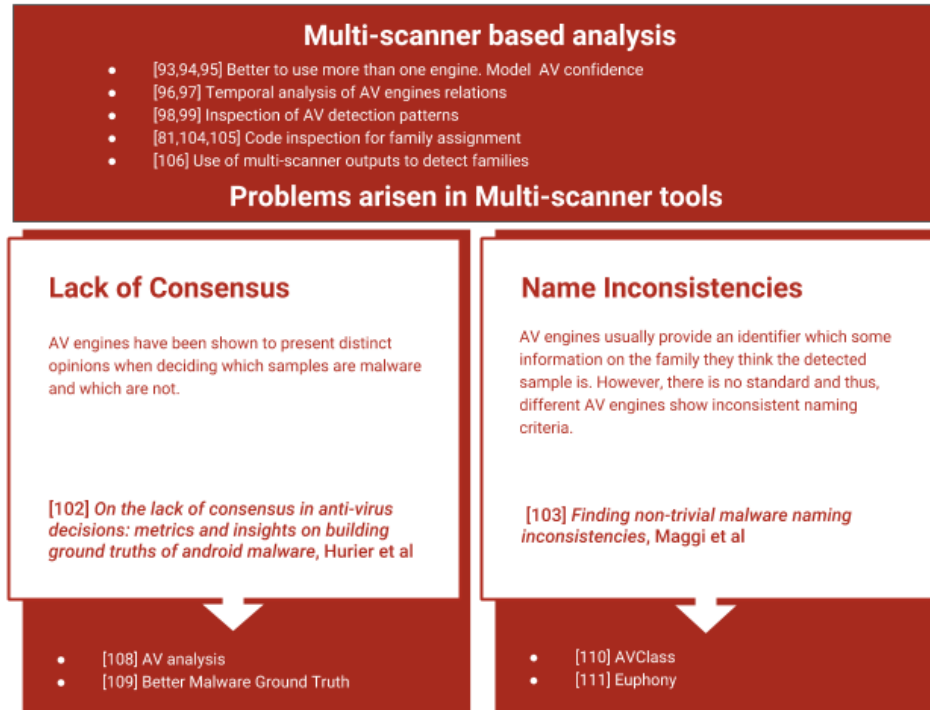 Multi-scanner based analysis
● [93,94,95] Better to use more than one engine. Model AV confidence
● [96,97] Temporal analysis of AV engines relations
● [98,99] Inspection of AV detection patterns
● [81,104,105] Code inspection for family assignment
● [106] Use of multi-scanner outputs to detect families
Problems arisen in Multi-scanner tools
Lack of Consensus
AV engines have been shown to present distinct
opinions when deciding which samples are malware
and which are not.
[102] On the lack of consensus in anti-virus
decisions: metrics and insights on building
ground truths of android malware, Hurier et al
● [108] AV analysis
● [109] Better Malware Ground Truth
Name Inconsistencies
AV engines usually provide an identifier which some
information on the family they think the detected
sample is. However, there is no standard and thus,
different AV engines show inconsistent naming
criteria.
[103] Finding non-trivial malware naming
inconsistencies, Maggi et al
● [110] AVClass
● [111] Euphony